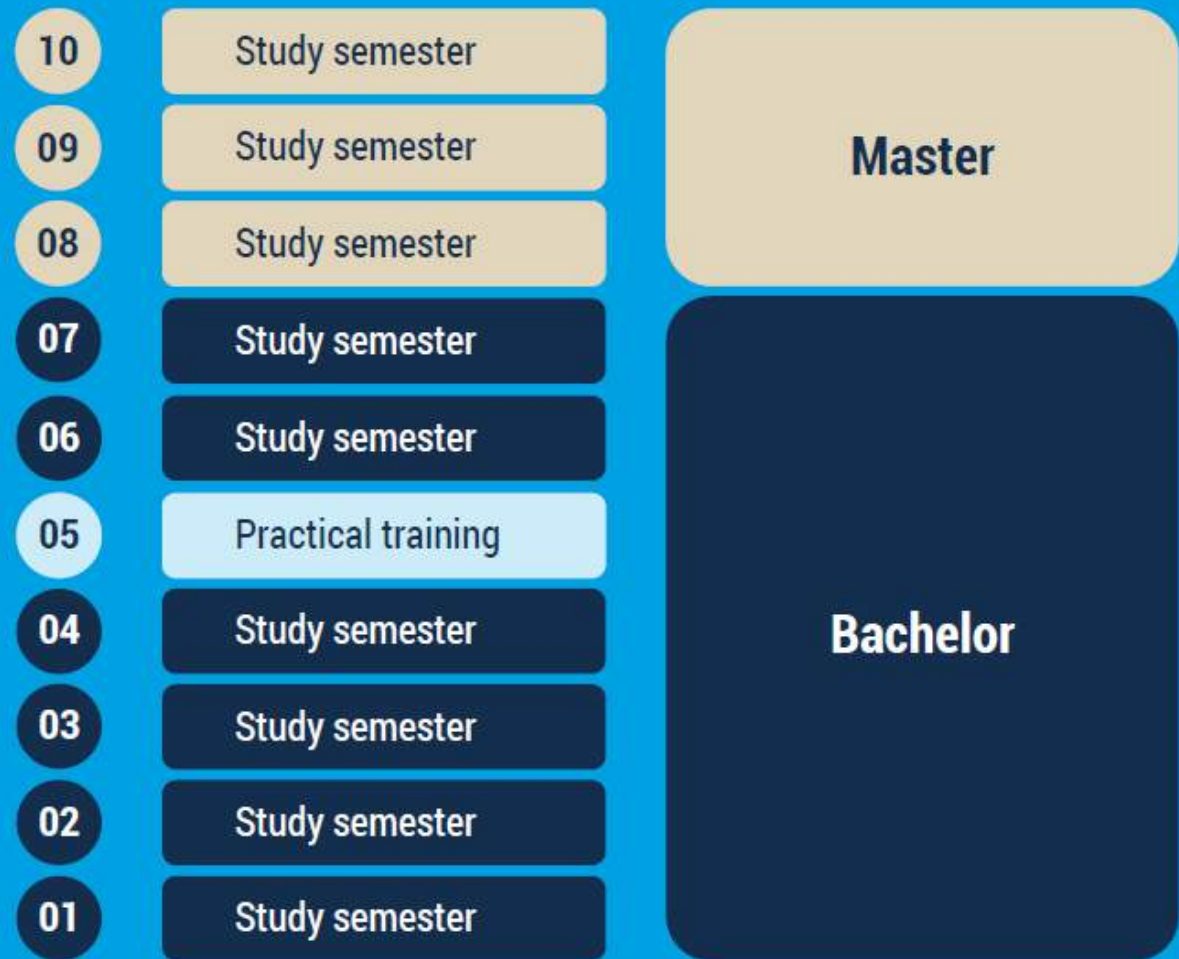 10 Study semester
09 Study semester
Master
08 Study semester
07 Study semester
06 Study semester
05 Practical training
04 Study semester
Bachelor
03 Study semester
02 Study semester
01 Study semester